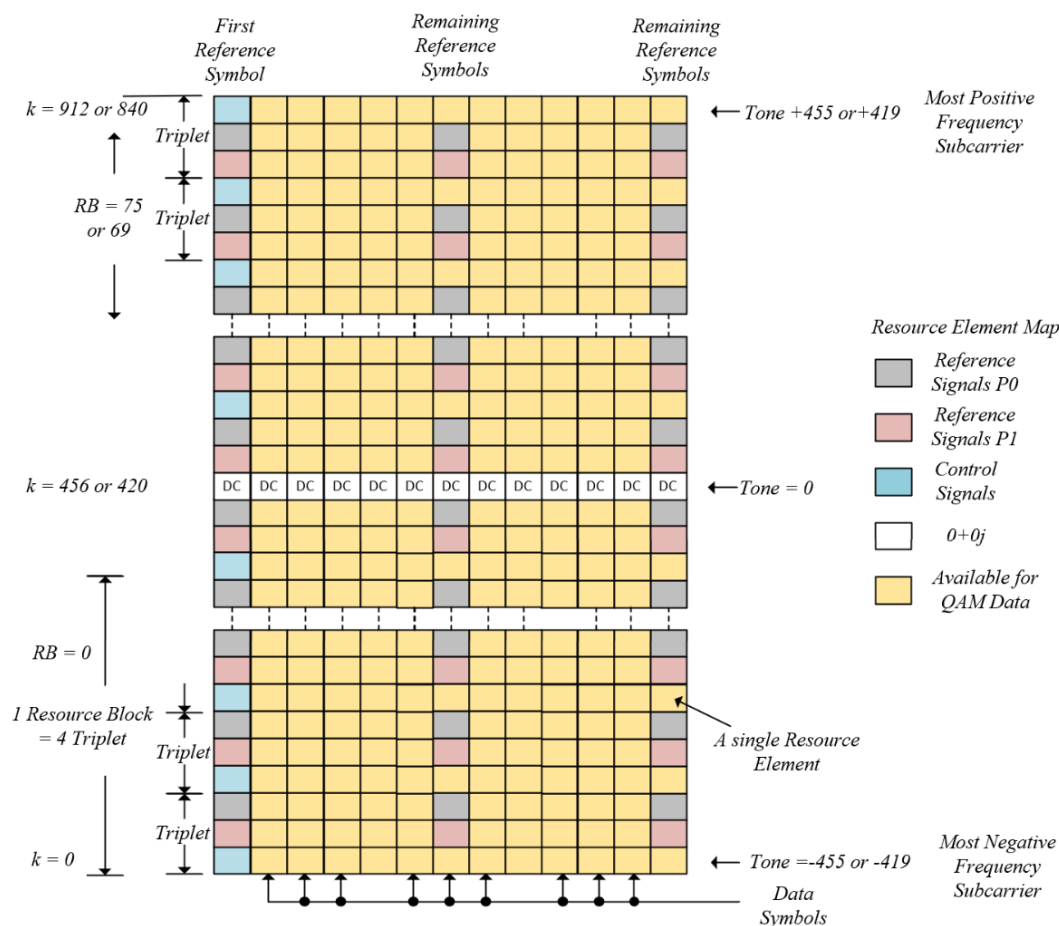 First
Reference
Symbol
Remaining
Reference
Symbols
Remaining
Reference
Symbols
k = 912 or 840
Triplet
Tone +455 or +419
Most Positive
Frequency
Subcarrier
RB = 75
or 69
Triplet
Resource Element Map
Reference
Signals P0
Reference
Signals P1
Control
Signals
0+0j
Available for
QAM Data
k = 456 or 420
DC DC DC DC DC DC DC DC DC DC DC DC DC
Tone = 0
RB = 0
1 Resource Block
= 4 Triplet
Triplet
A single Resource
Element
Triplet
k = 0
Tone =-455 or -419
Most Negative
Frequency
Subcarrier
Data
Symbols